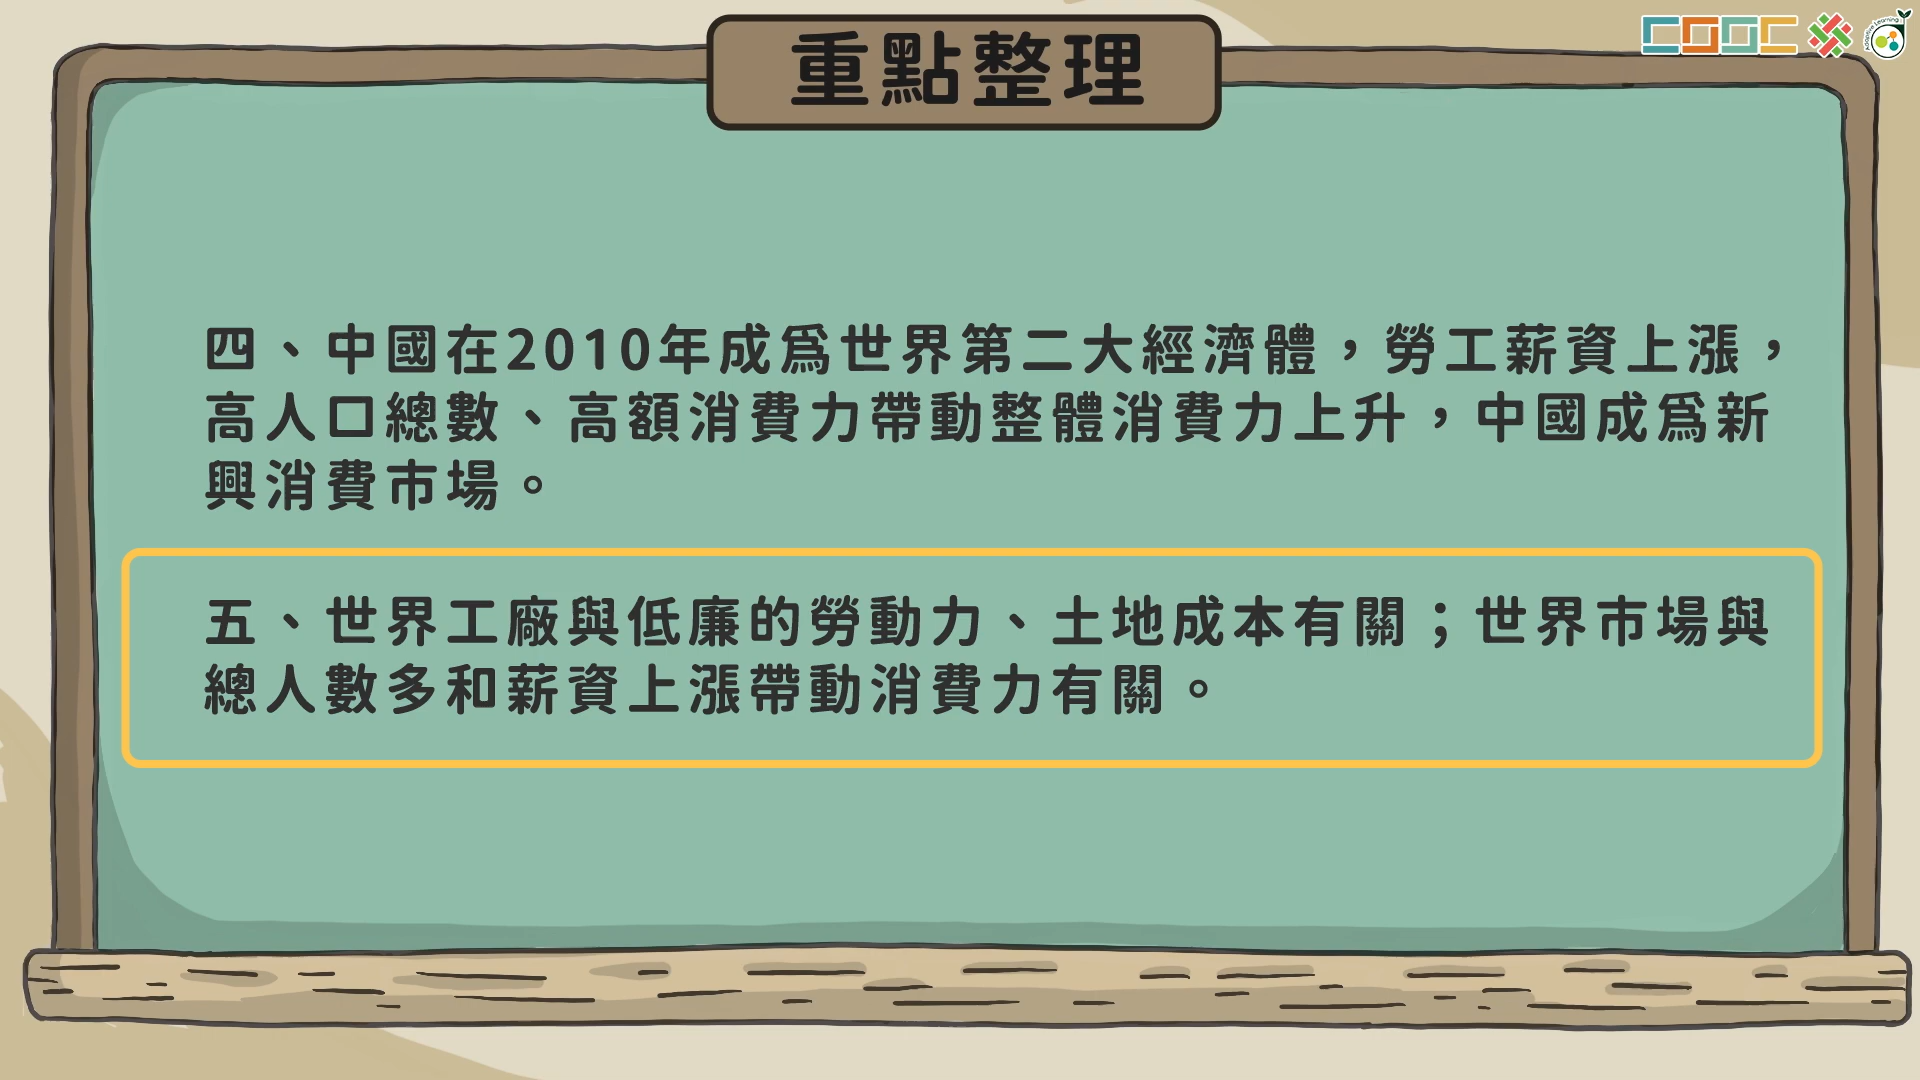 重點整理
COOC
Adaptive Learning
四、中國在2010年成為世界第二大經濟體，勞工薪資上漲，
高人口總數、高額消費力帶動整體消費力上升，中國成為新
興消費市場。
五、世界工廠與低廉的勞動力、土地成本有關；世界市場與
總人數多和薪資上漲帶動消費力有關。